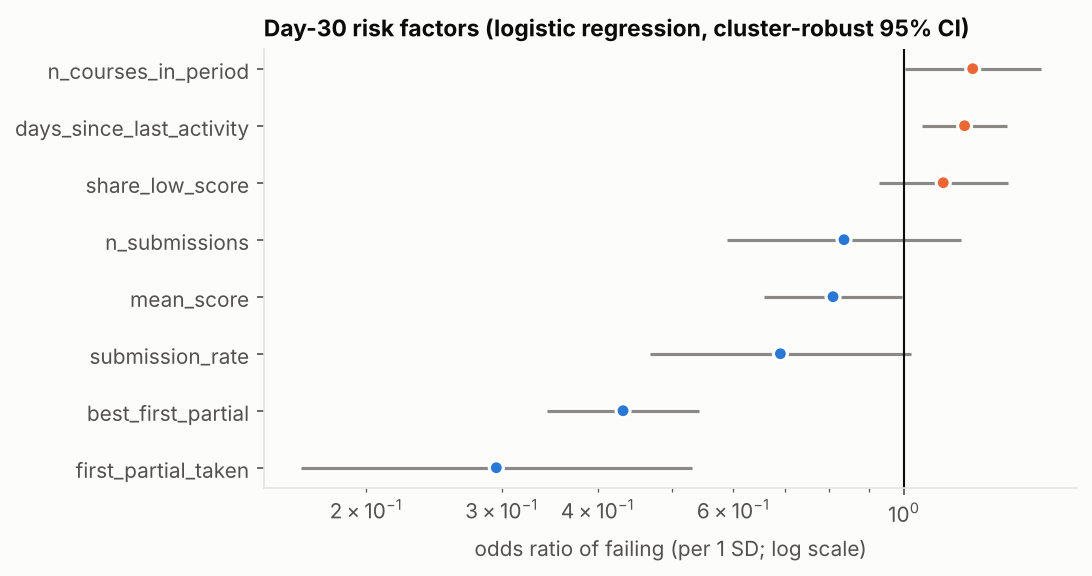 Day-30 risk factors (logistic regression, cluster-robust 95% CI)
n_courses_in_period
days_since_last_activity
share_low_score
n_submissions
mean_score
submission_rate
best_first_partial
first_partial_taken
2 × 10⁻¹ 3 × 10⁻¹ 4 × 10⁻¹ 6 × 10⁻¹ 10⁰
odds ratio of failing (per 1 SD; log scale)